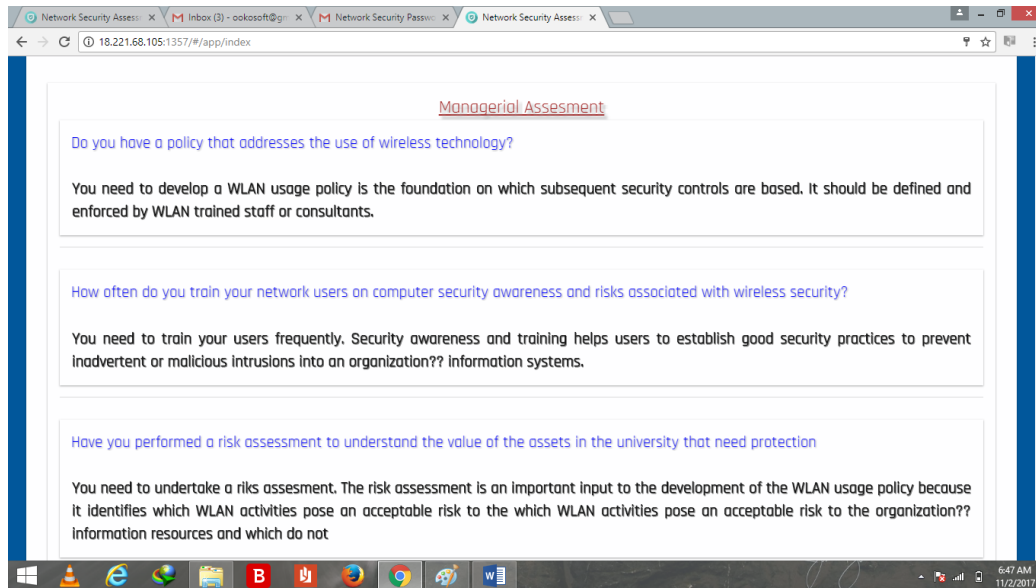 Network Security Assess
Inbox (3) - ookosoft@gm
Network Security Passwo
Network Security Assess
18.221.68.105:1357/#/app/index
Managerial Assesment
Do you have a policy that addresses the use of wireless technology?
You need to develop a WLAN usage policy is the foundation on which subsequent security controls are based. It should be defined and
enforced by WLAN trained staff or consultants.
How often do you train your network users on computer security awareness and risks associated with wireless security?
You need to train your users frequently. Security awareness and training helps users to establish good security practices to prevent
inadvertent or malicious intrusions into an organization?? information systems.
Have you performed a risk assessment to understand the value of the assets in the university that need protection
You need to undertake a riks assesment. The risk assessment is an important input to the development of the WLAN usage policy because
it identifies which WLAN activities pose an acceptable risk to the which WLAN activities pose an acceptable risk to the organization??
information resources and which do not
6:47 AM
11/2/2017